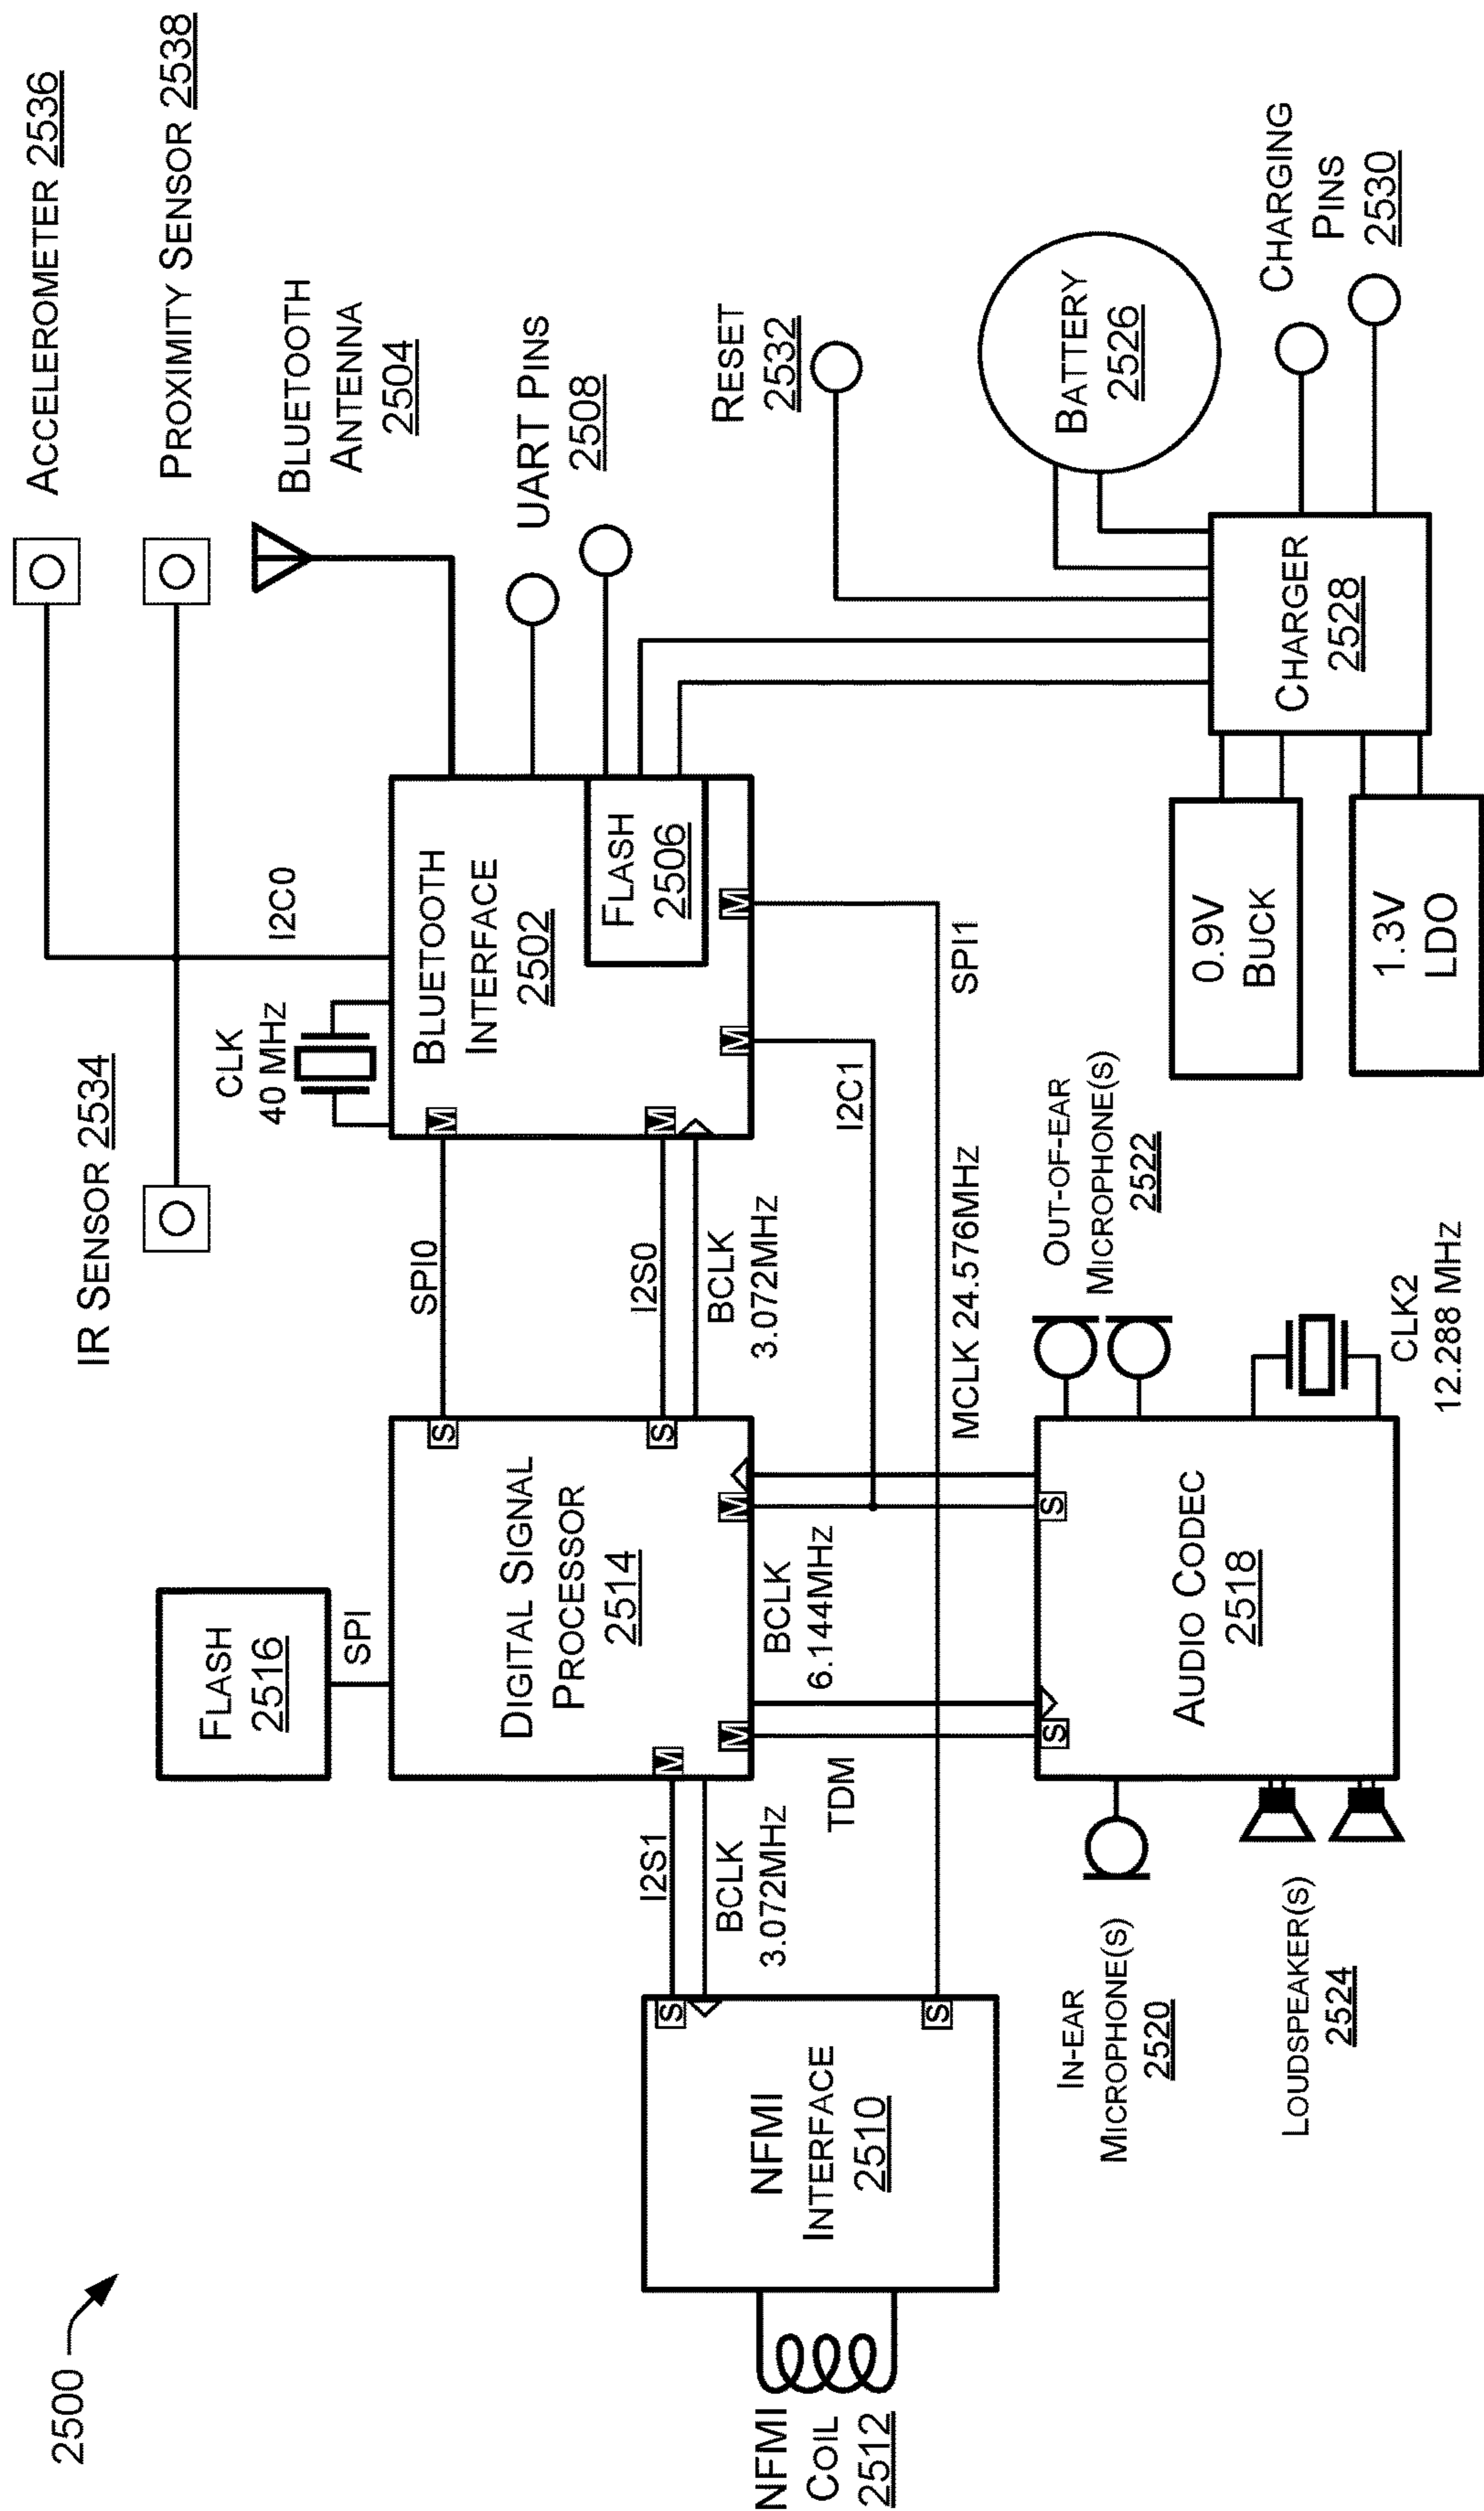 2500
IR SENSOR 2534
ACCELEROMETER 2536
PROXIMITY SENSOR 2538
FLASH
2516
SPI
CLK
40 MHZ
I2C0
BLUETOOTH
ANTENNA
2504
DIGITAL SIGNAL
PROCESSOR
2514
S
S
M
M
M
SPI0
I2S0
BCLK
3.072MHZ
M
M
M
M
BLUETOOTH
INTERFACE
2502
FLASH
2506
UART PINS
2508
I2S1
BCLK
3.072MHZ
NFMI
COIL
2512
NFMI
INTERFACE
2510
S
S
TDM
BCLK
6.144MHZ
MCLK 24.576MHZ
I2C1
SPI1
RESET
2532
IN-EAR
MICROPHONE(S)
2520
LOUDSPEAKER(S)
2524
S
S
AUDIO CODEC
2518
OUT-OF-EAR
MICROPHONE(S)
2522
CLK2
12.288 MHZ
0.9V
BUCK
1.3V
LDO
CHARGER
2528
BATTERY
2526
CHARGING
PINS
2530